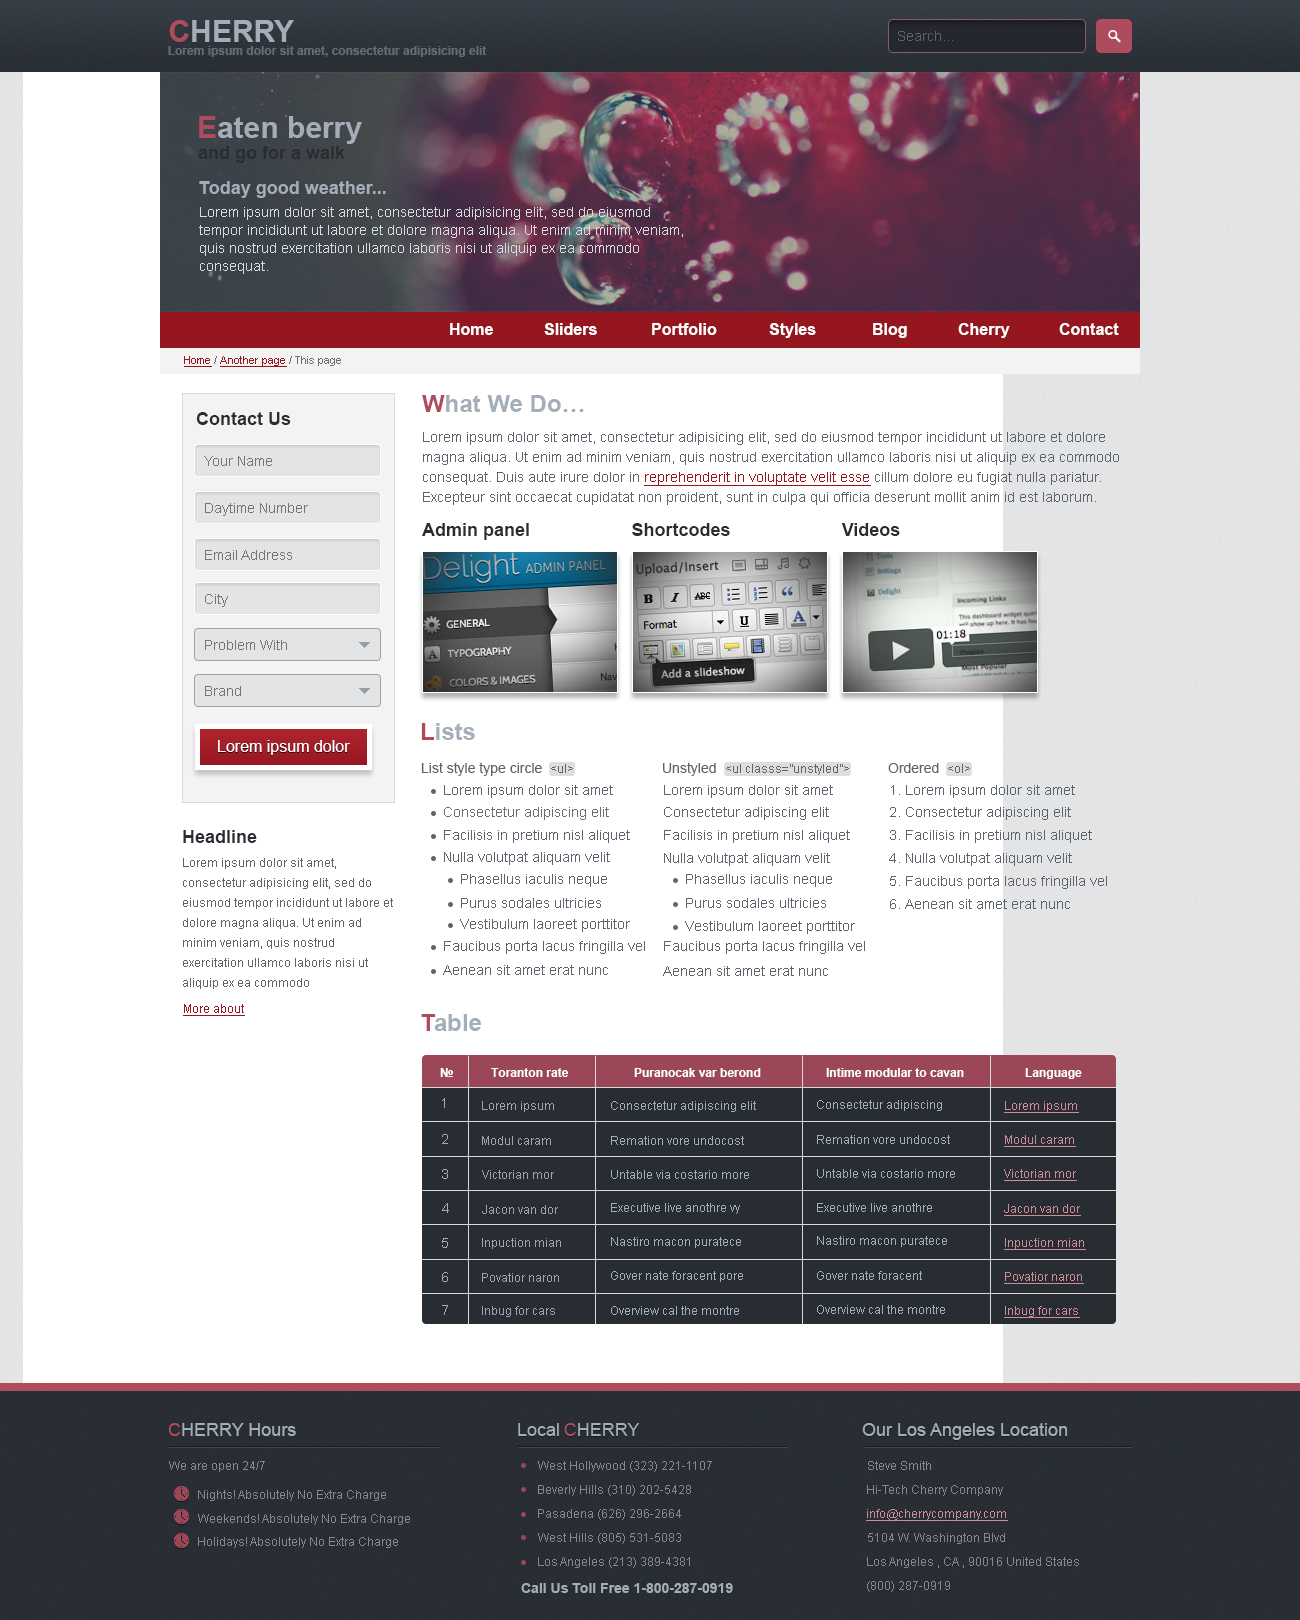 CHERRY
Lorem ipsum dolor sit amet, consectetur adipisicing elit
Search...
Eaten berry
and go for a walk
Today good weather...
Lorem ipsum dolor sit amet, consectetur adipisicing elit, sed do eiusmod
tempor incididunt ut labore et dolore magna aliqua. Ut enim ad minim veniam,
quis nostrud exercitation ullamco laboris nisi ut aliquip ex ea commodo
consequat.
Home Sliders Portfolio Styles Blog Cherry Contact
Home / Another page / This page
Contact Us
Your Name
Daytime Number
Email Address
City
Problem With
Brand
Lorem ipsum dolor
Headline
Lorem ipsum dolor sit amet,
consectetur adipisicing elit, sed do
eiusmod tempor incididunt ut labore et
dolore magna aliqua. Ut enim ad
minim veniam, quis nostrud
exercitation ullamco laboris nisi ut
aliquip ex ea commodo
More about
What We Do...
Lorem ipsum dolor sit amet, consectetur adipisicing elit, sed do eiusmod tempor incididunt ut labore et dolore
magna aliqua. Ut enim ad minim veniam, quis nostrud exercitation ullamco laboris nisi ut aliquip ex ea commodo
consequat. Duis aute irure dolor in reprehenderit in voluptate velit esse cillum dolore eu fugiat nulla pariatur.
Excepteur sint occaecat cupidatat non proident, sunt in culpa qui officia deserunt mollit anim id est laborum.
Admin panel
Delight ADMIN PANEL
GENERAL
A TYPOGRAPHY
COLORS & IMAGES
Nav
Shortcodes
Upload/Insert
B I ABC
Format U A
Add a slideshow
Videos
Tools
Settings
Delight
Incoming Links
This dashboard widget que
show up here. It has fou
01:18
Plugins
Most Popular
Lists
List style type circle <ul>
• Lorem ipsum dolor sit amet
• Consectetur adipiscing elit
• Facilisis in pretium nisl aliquet
• Nulla volutpat aliquam velit
• Phasellus iaculis neque
• Purus sodales ultricies
• Vestibulum laoreet porttitor
• Faucibus porta lacus fringilla vel
• Aenean sit amet erat nunc
Unstyled <ul classs="unstyled">
Lorem ipsum dolor sit amet
Consectetur adipiscing elit
Facilisis in pretium nisl aliquet
Nulla volutpat aliquam velit
• Phasellus iaculis neque
• Purus sodales ultricies
• Vestibulum laoreet porttitor
Faucibus porta lacus fringilla vel
Aenean sit amet erat nunc
Ordered <ol>
1. Lorem ipsum dolor sit amet
2. Consectetur adipiscing elit
3. Facilisis in pretium nisl aliquet
4. Nulla volutpat aliquam velit
5. Faucibus porta lacus fringilla vel
6. Aenean sit amet erat nunc
Table
№ Toranton rate Puranocak var berond Intime modular to cavan Language
1 Lorem ipsum Consectetur adipiscing elit Consectetur adipiscing Lorem ipsum
2 Modul caram Remation vore undocost Remation vore undocost Modul caram
3 Victorian mor Untable via costario more Untable via costario more Victorian mor
4 Jacon van dor Executive live anothre vy Executive live anothre Jacon van dor
5 Inpuction mian Nastiro macon puratece Nastiro macon puratece Inpuction mian
6 Povatior naron Gover nate foracent pore Gover nate foracent Povatior naron
7 Inbug for cars Overview cal the montre Overview cal the montre Inbug for cars
CHERRY Hours
We are open 24/7
Nights! Absolutely No Extra Charge
Weekends! Absolutely No Extra Charge
Holidays! Absolutely No Extra Charge
Local CHERRY
• West Hollywood (323) 221-1107
• Beverly Hills (310) 202-5428
• Pasadena (626) 296-2664
• West Hills (805) 531-5083
• Los Angeles (213) 389-4381
Call Us Toll Free 1-800-287-0919
Our Los Angeles Location
Steve Smith
Hi-Tech Cherry Company
info@cherrycompany.com
5104 W. Washington Blvd
Los Angeles , CA , 90016 United States
(800) 287-0919